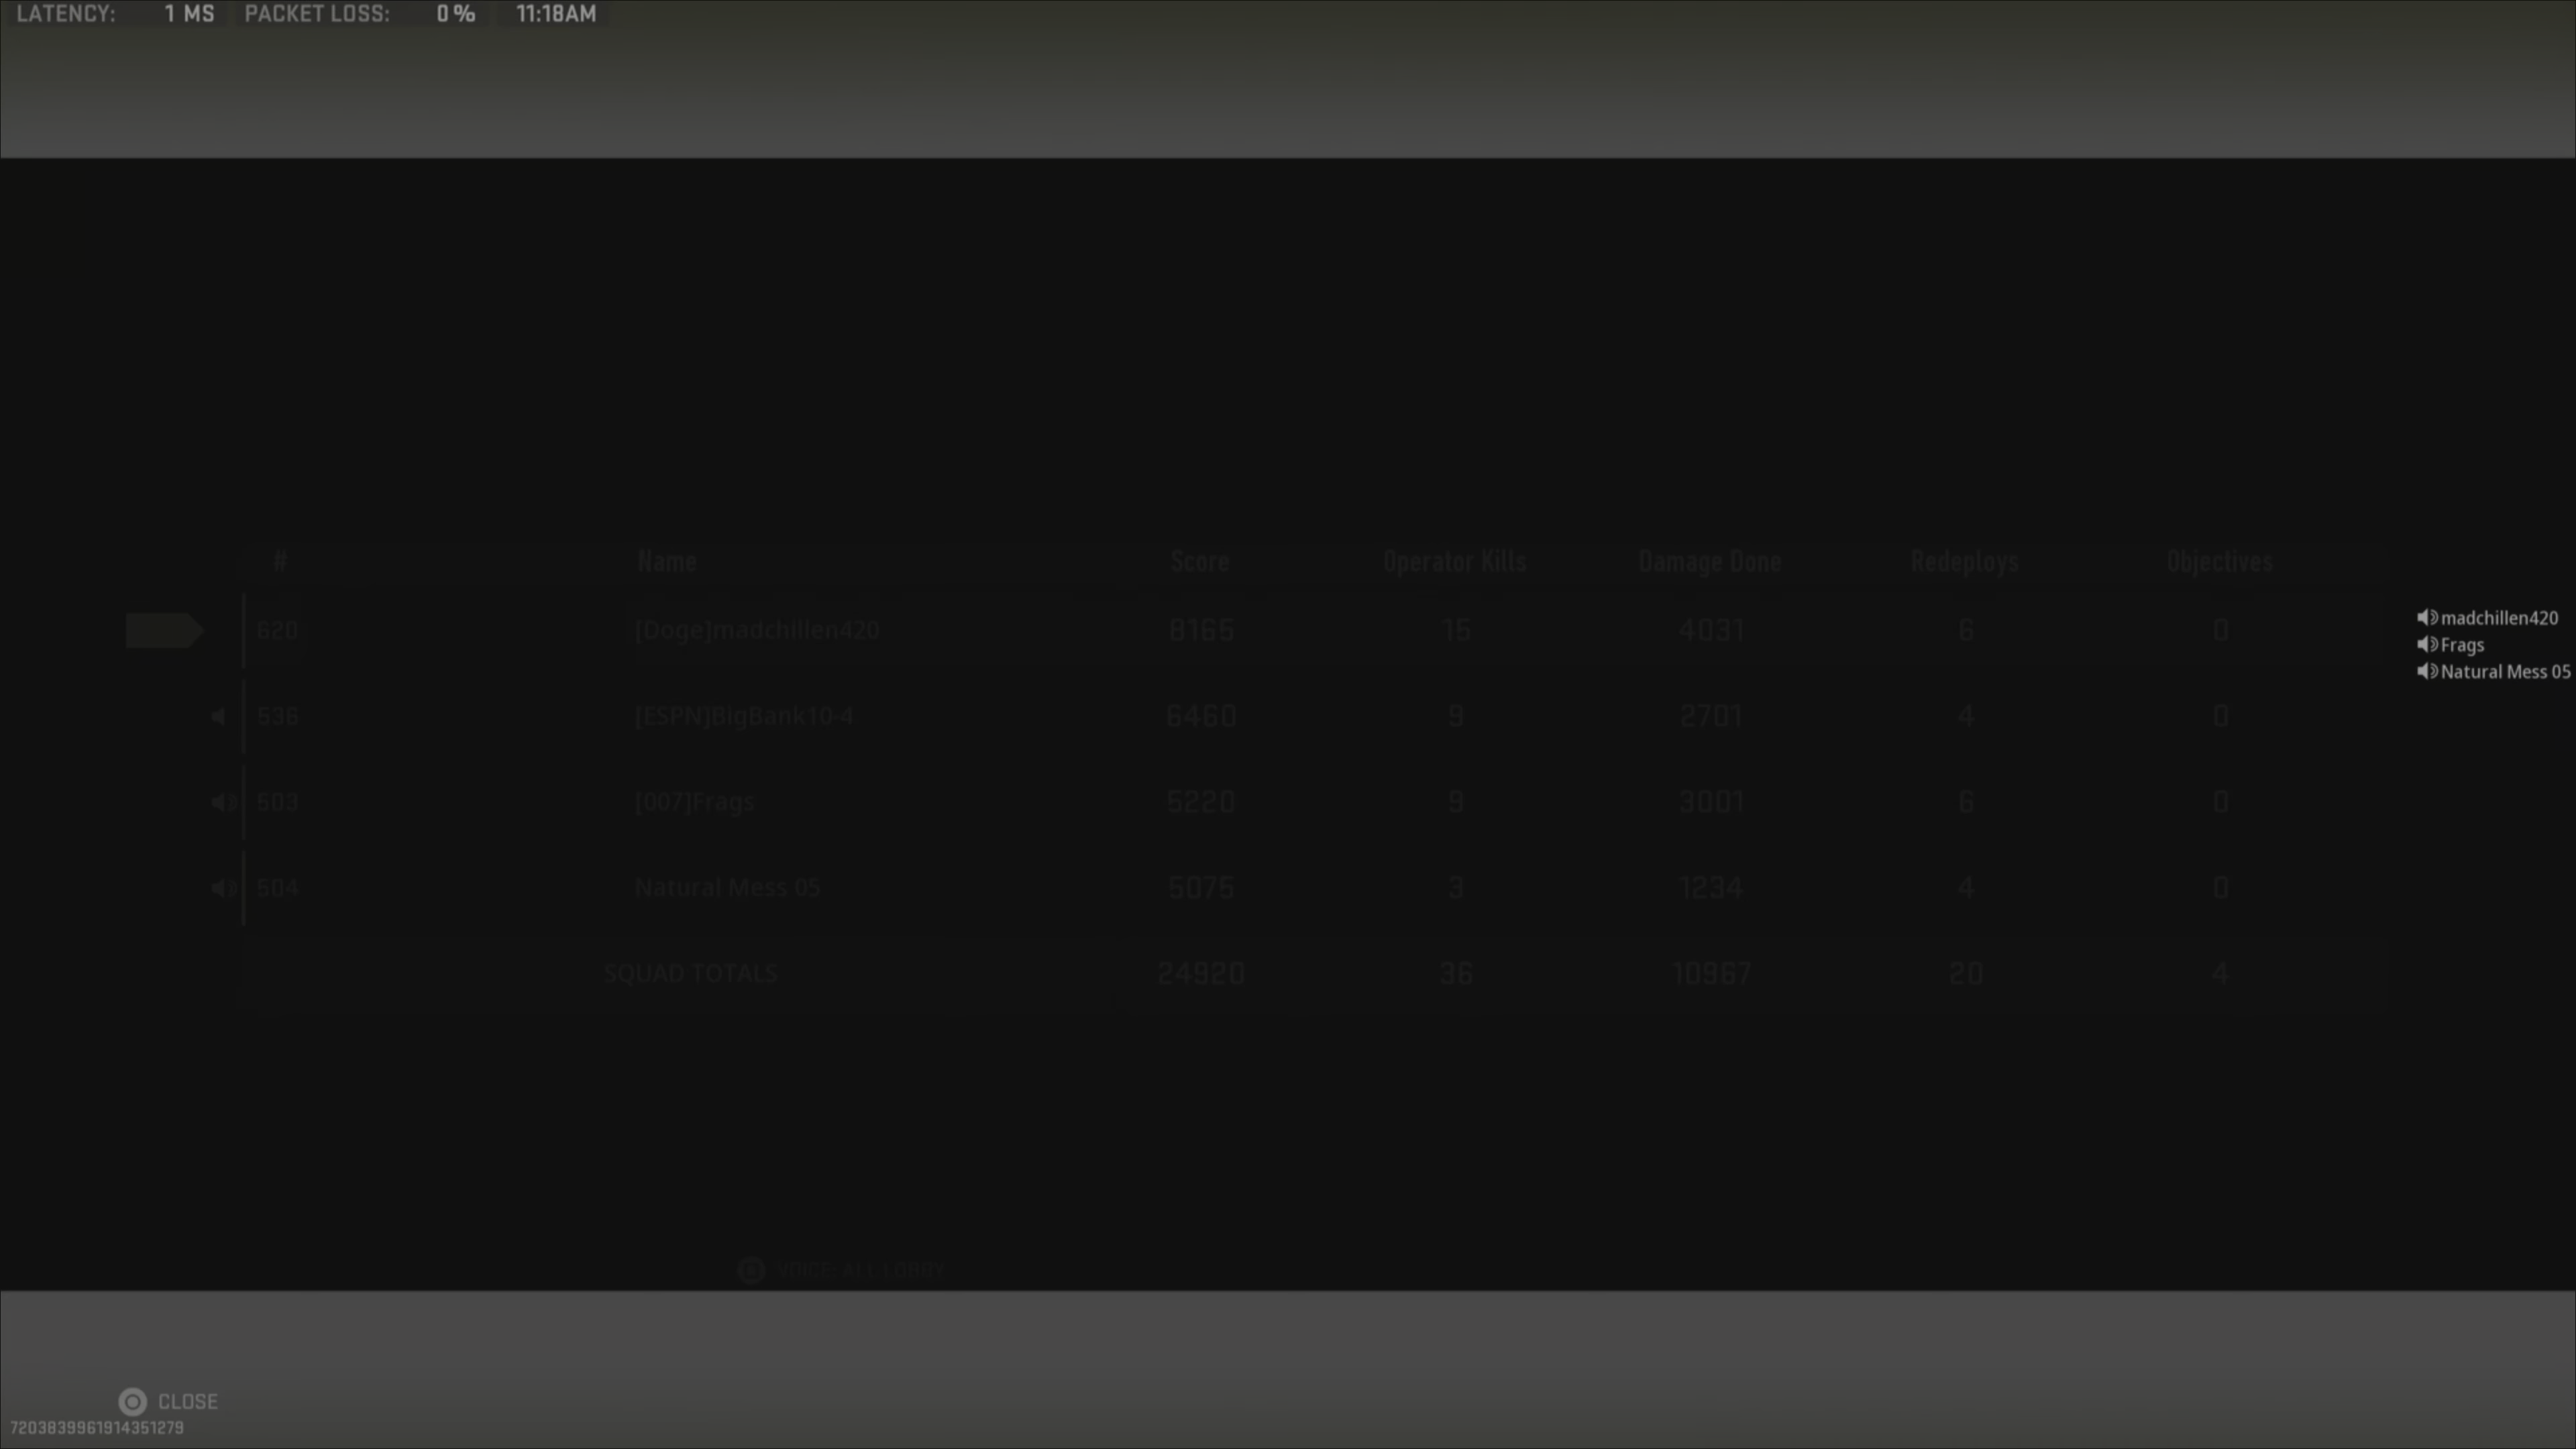 LATENCY: 1 MS PACKET LOSS: 0% 11:18AM
# Name Score Operator Kills Damage Done Redeploys Objectives
620 [Doge]madchillen420 8165 15 4031 6 0
536 [ESPN]BigBank10-4 6460 9 2701 4 0
503 [007]Frags 5220 9 3001 6 0
504 Natural Mess 05 5075 3 1234 4 0
SQUAD TOTALS 24920 36 10967 20 4
madchillen420
Frags
Natural Mess 05
VOICE: ALL LOBBY
CLOSE
7203839961914351279